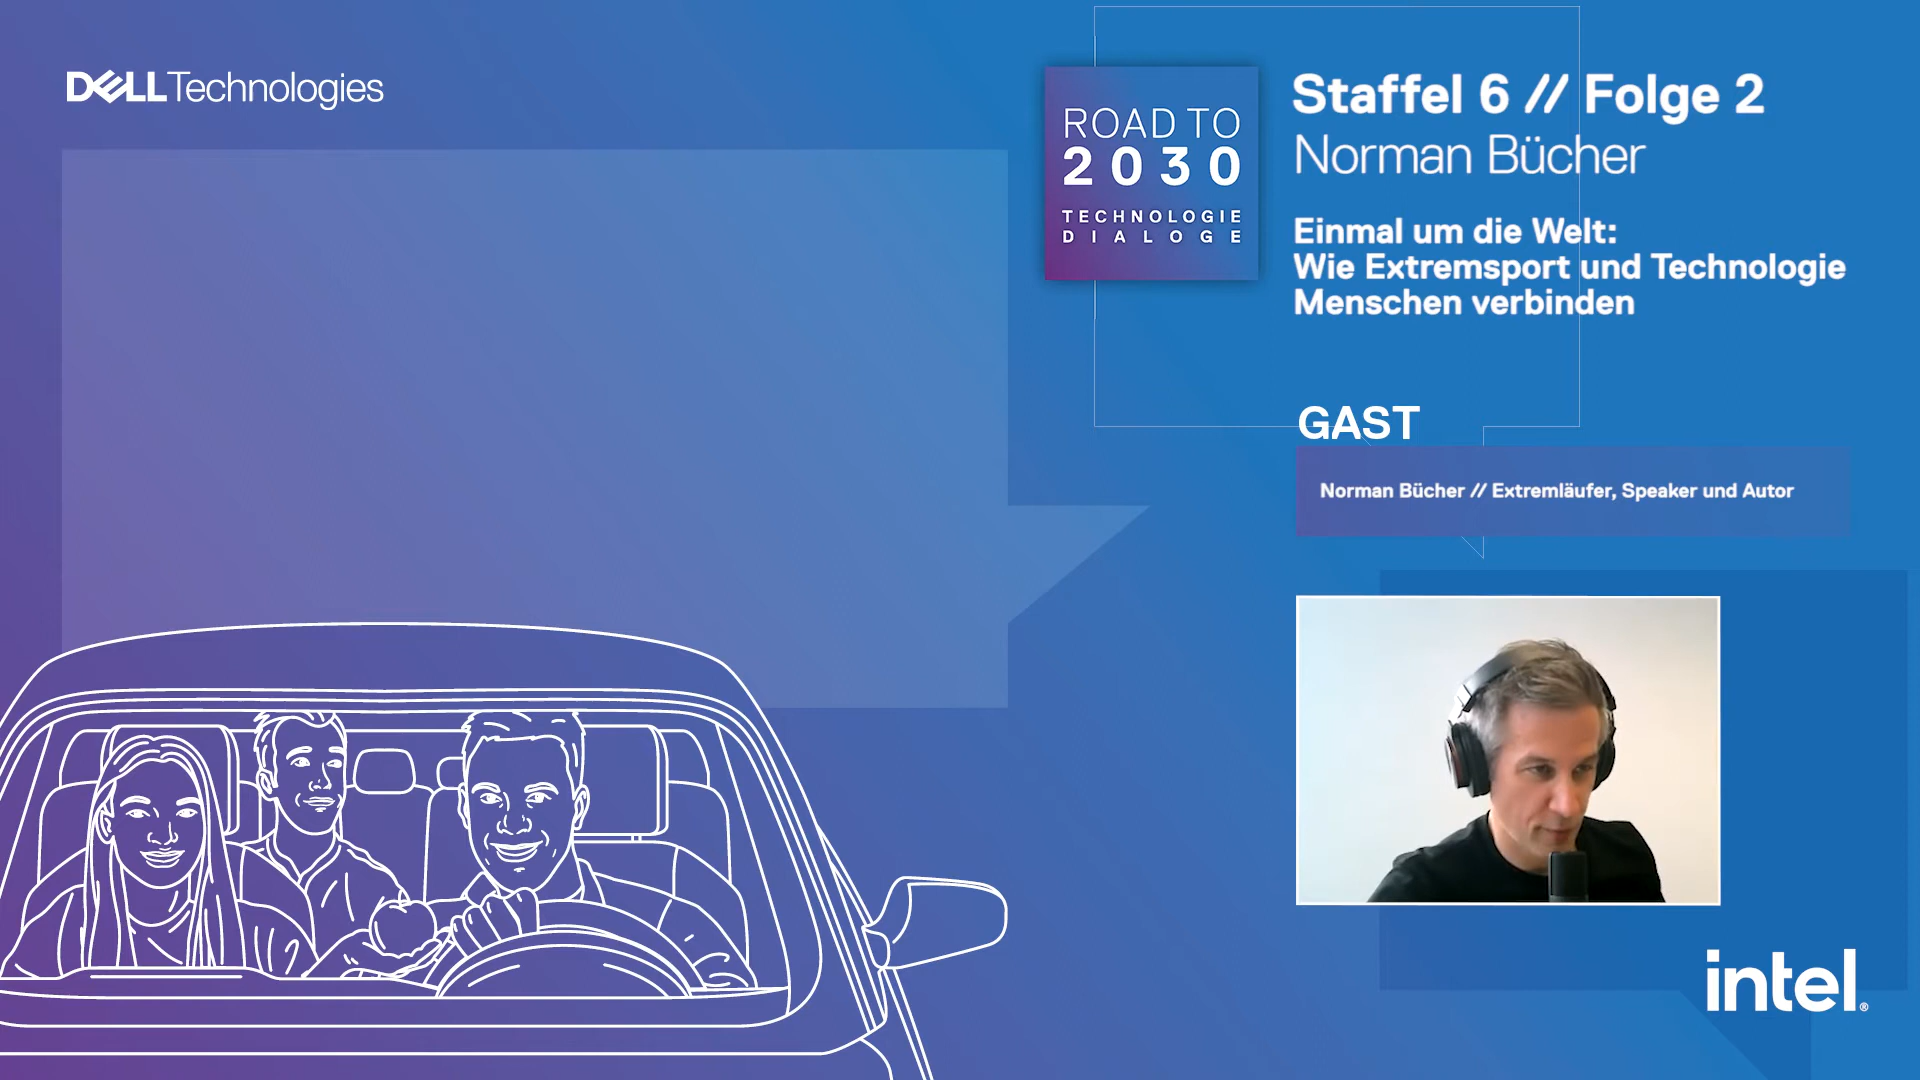 DELLTechnologies
ROAD TO
2030
TECHNOLOGIE
DIALOGE
Staffel 6 // Folge 2
Norman Bücher
Einmal um die Welt:
Wie Extremsport und Technologie
Menschen verbinden
GAST
Norman Bücher // Extremläufer, Speaker und Autor
intel®